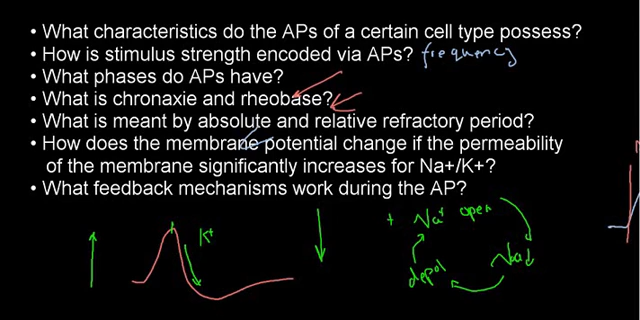 • What characteristics do the APs of a certain cell type possess?
• How is stimulus strength encoded via APs? frequency
• What phases do APs have?
• What is chronaxie and rheobase?
• What is meant by absolute and relative refractory period?
• How does the membrane potential change if the permeability
of the membrane significantly increases for Na+/K+?
• What feedback mechanisms work during the AP?
+ Na+ open
K+
depol